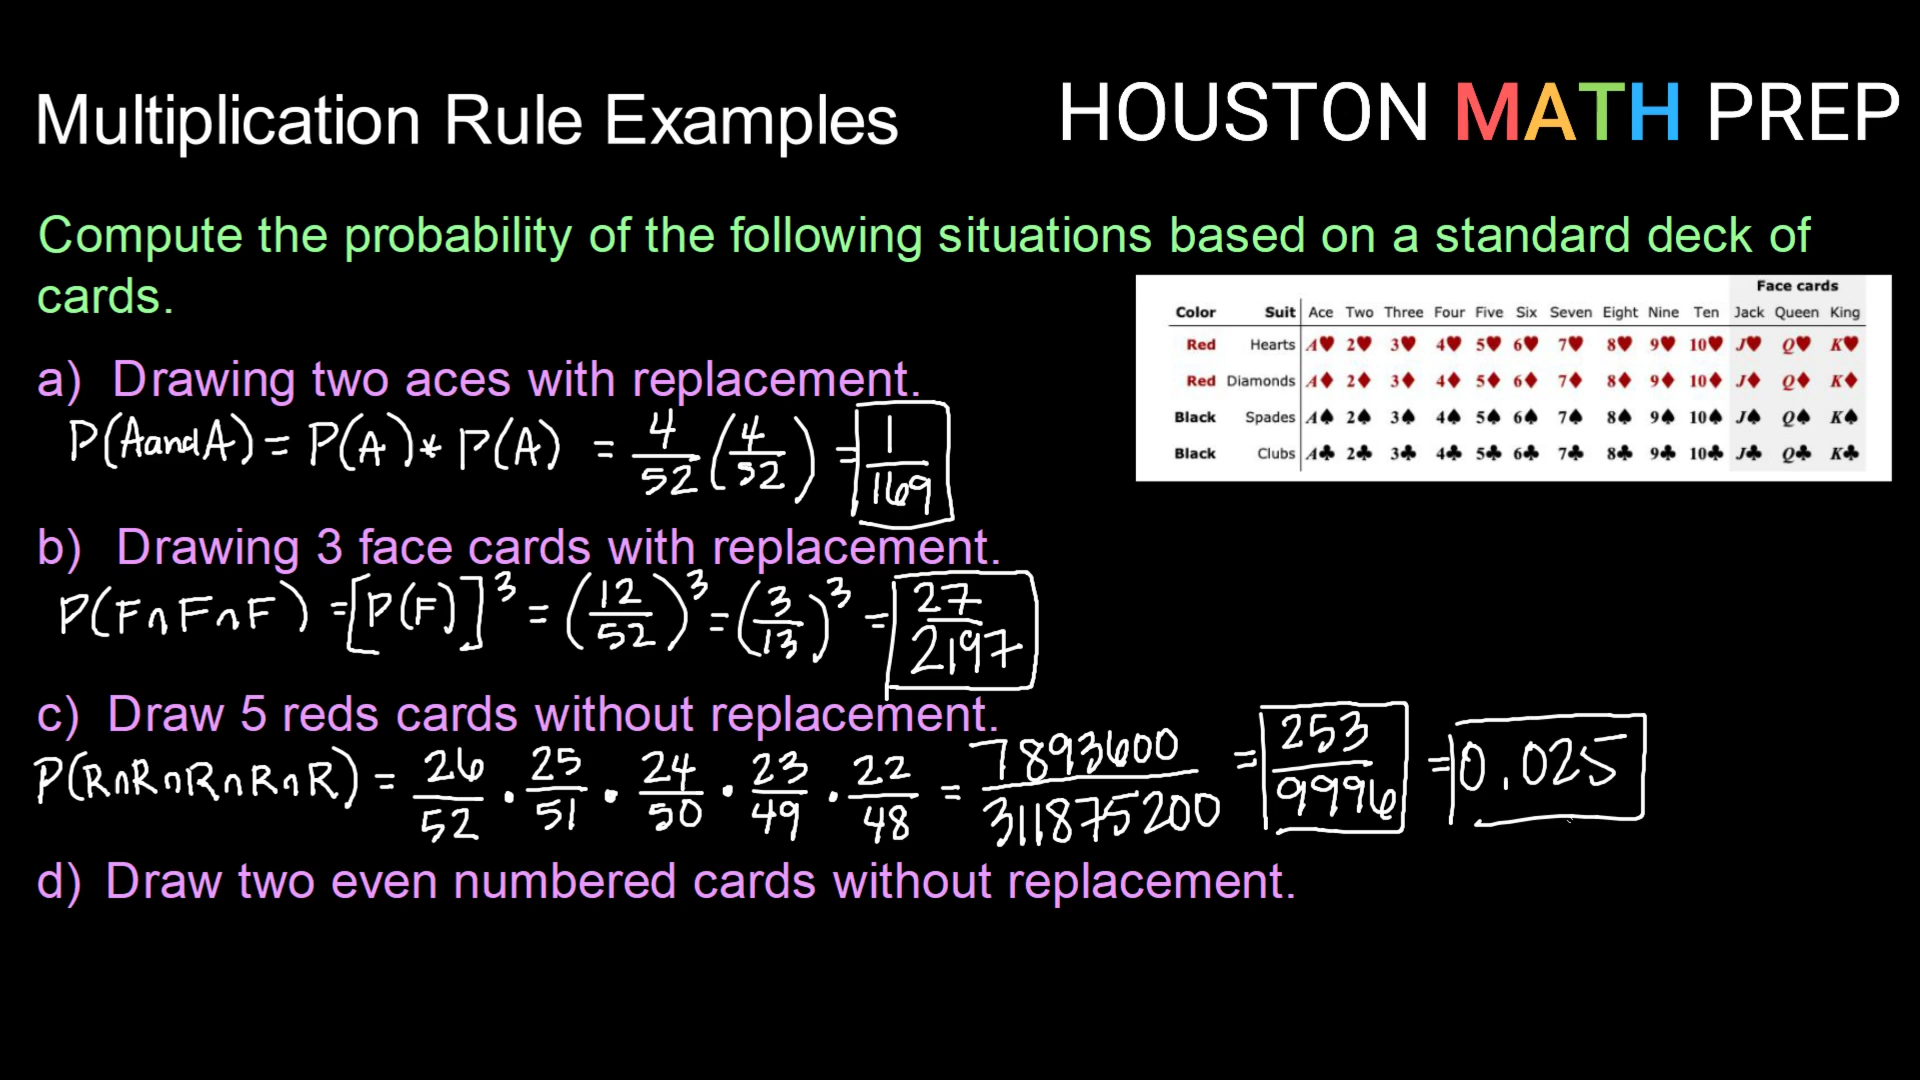 Multiplication Rule Examples
HOUSTON MATH PREP
Compute the probability of the following situations based on a standard deck of
cards.
Face cards
Color Suit Ace Two Three Four Five Six Seven Eight Nine Ten Jack Queen King
Red Hearts A♥ 2♥ 3♥ 4♥ 5♥ 6♥ 7♥ 8♥ 9♥ 10♥ J♥ Q♥ K♥
Red Diamonds A♦ 2♦ 3♦ 4♦ 5♦ 6♦ 7♦ 8♦ 9♦ 10♦ J♦ Q♦ K♦
Black Spades A♠ 2♠ 3♠ 4♠ 5♠ 6♠ 7♠ 8♠ 9♠ 10♠ J♠ Q♠ K♠
Black Clubs A♣ 2♣ 3♣ 4♣ 5♣ 6♣ 7♣ 8♣ 9♣ 10♣ J♣ Q♣ K♣
a) Drawing two aces with replacement.
P(A and A) = P(A) * P(A) = 4/52 (4/52) = 1/169
b) Drawing 3 face cards with replacement.
P(F∩F∩F) = [P(F)]³ = (12/52)³ = (3/13)³ = 27/2197
c) Draw 5 reds cards without replacement.
P(R∩R∩R∩R∩R) = 26/52 · 25/51 · 24/50 · 23/49 · 22/48 = 7893600/311875200 = 253/9996 = 0.025
d) Draw two even numbered cards without replacement.